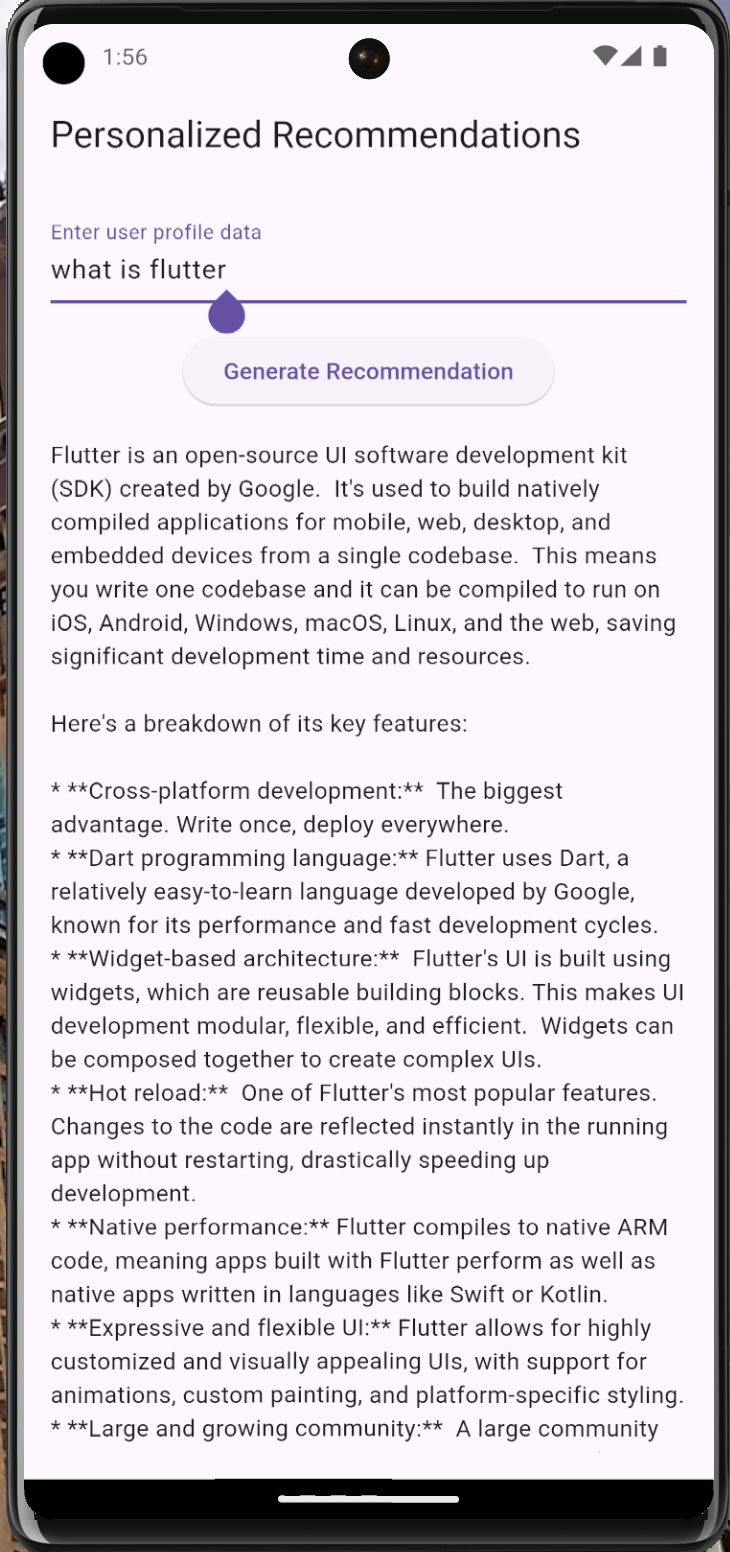 1:56
Personalized Recommendations
Enter user profile data
what is flutter
Generate Recommendation
Flutter is an open-source UI software development kit
(SDK) created by Google.  It's used to build natively
compiled applications for mobile, web, desktop, and
embedded devices from a single codebase.  This means
you write one codebase and it can be compiled to run on
iOS, Android, Windows, macOS, Linux, and the web, saving
significant development time and resources.
Here's a breakdown of its key features:
* **Cross-platform development:**  The biggest
advantage. Write once, deploy everywhere.
* **Dart programming language:** Flutter uses Dart, a
relatively easy-to-learn language developed by Google,
known for its performance and fast development cycles.
* **Widget-based architecture:**  Flutter's UI is built using
widgets, which are reusable building blocks. This makes UI
development modular, flexible, and efficient.  Widgets can
be composed together to create complex UIs.
* **Hot reload:**  One of Flutter's most popular features.
Changes to the code are reflected instantly in the running
app without restarting, drastically speeding up
development.
* **Native performance:** Flutter compiles to native ARM
code, meaning apps built with Flutter perform as well as
native apps written in languages like Swift or Kotlin.
* **Expressive and flexible UI:** Flutter allows for highly
customized and visually appealing UIs, with support for
animations, custom painting, and platform-specific styling.
* **Large and growing community:**  A large community